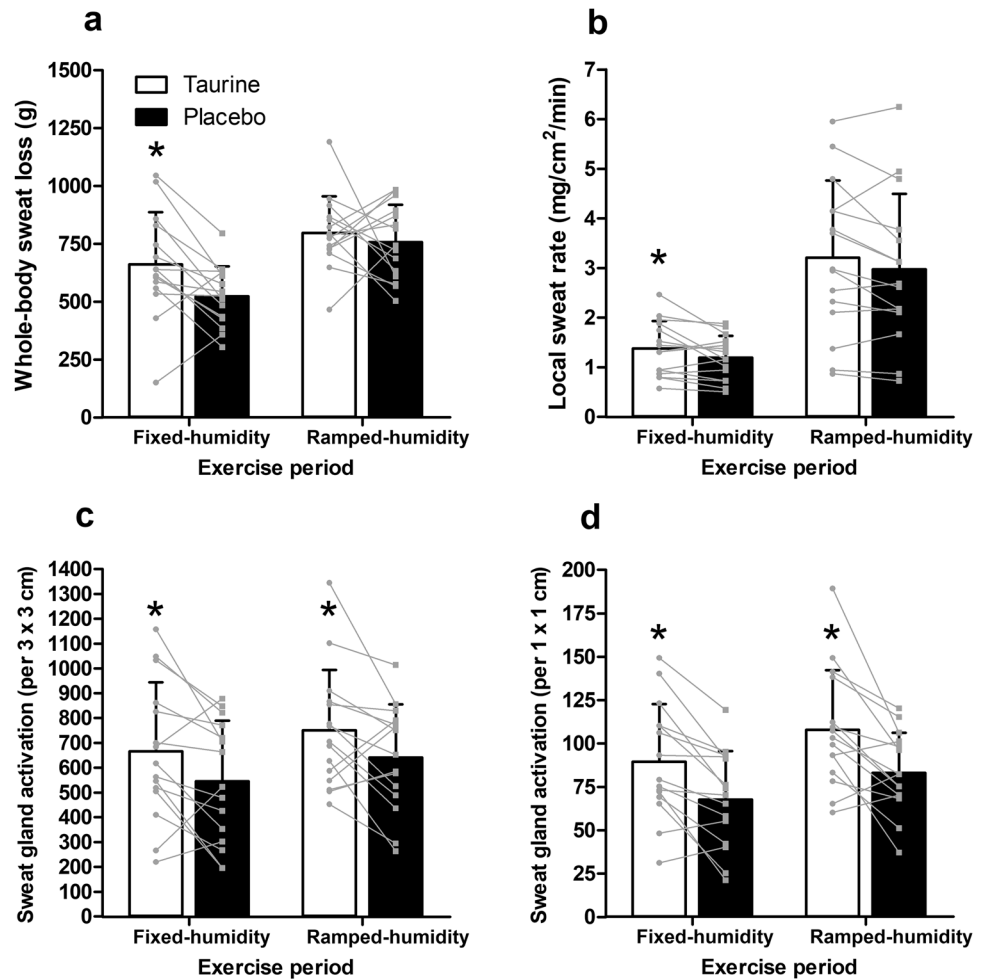 a
Whole-body sweat loss (g)
1500
1250
1000
750
500
250
0
Taurine
Placebo
*
Fixed-humidity Ramped-humidity
Exercise period
b
Local sweat rate (mg/cm²/min)
7
6
5
4
3
2
1
0
*
Fixed-humidity Ramped-humidity
Exercise period
c
Sweat gland activation (per 3 x 3 cm)
1400
1300
1200
1100
1000
900
800
700
600
500
400
300
200
100
0
* *
Fixed-humidity Ramped-humidity
Exercise period
d
Sweat gland activation (per 1 x 1 cm)
200
175
150
125
100
75
50
25
0
* *
Fixed-humidity Ramped-humidity
Exercise period